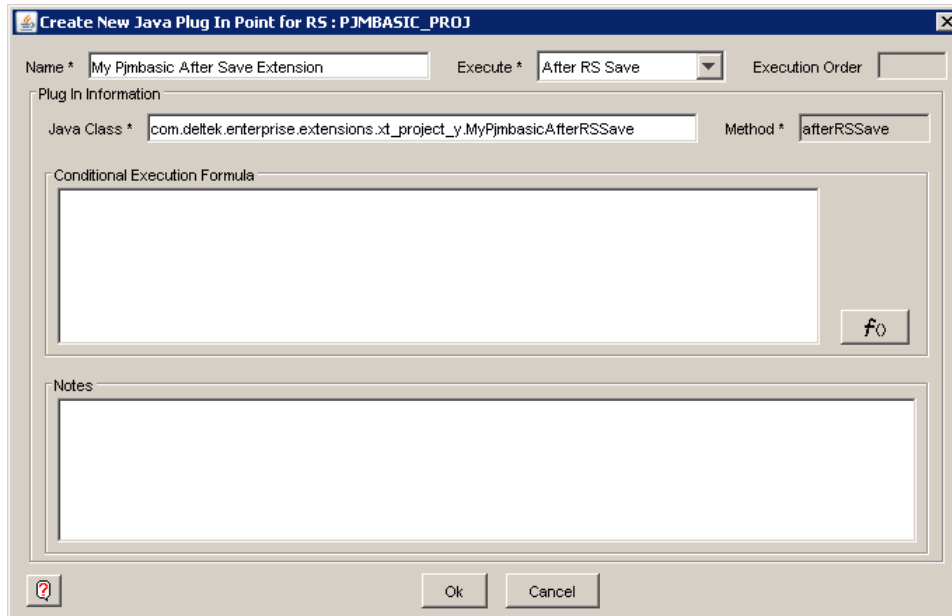 Create New Java Plug In Point for RS : PJMBASIC_PROJ
Name * My Pjmbasic After Save Extension Execute * After RS Save Execution Order
Plug In Information
Java Class * com.deltek.enterprise.extensions.xt_project_y.MyPjmbasicAfterRSSave Method * afterRSSave
Conditional Execution Formula
f()
Notes
Ok Cancel